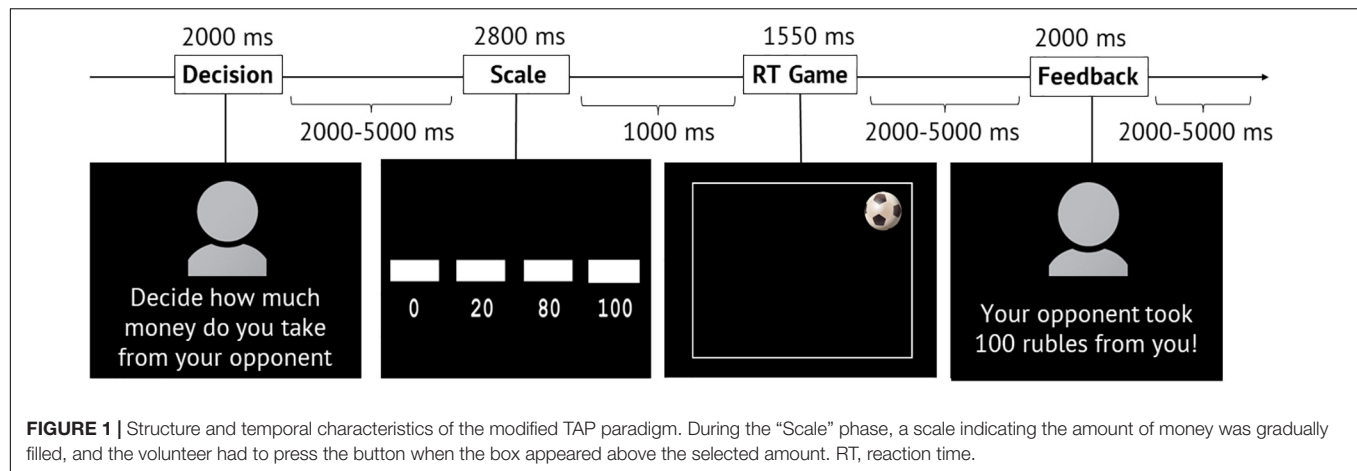 2000 ms
2800 ms
1550 ms
2000 ms
Decision
Scale
RT Game
Feedback
2000-5000 ms
1000 ms
2000-5000 ms
2000-5000 ms
Decide how much
money do you take
from your opponent
0 20 80 100
Your opponent took
100 rubles from you!
FIGURE 1 | Structure and temporal characteristics of the modified TAP paradigm. During the “Scale” phase, a scale indicating the amount of money was gradually
filled, and the volunteer had to press the button when the box appeared above the selected amount. RT, reaction time.